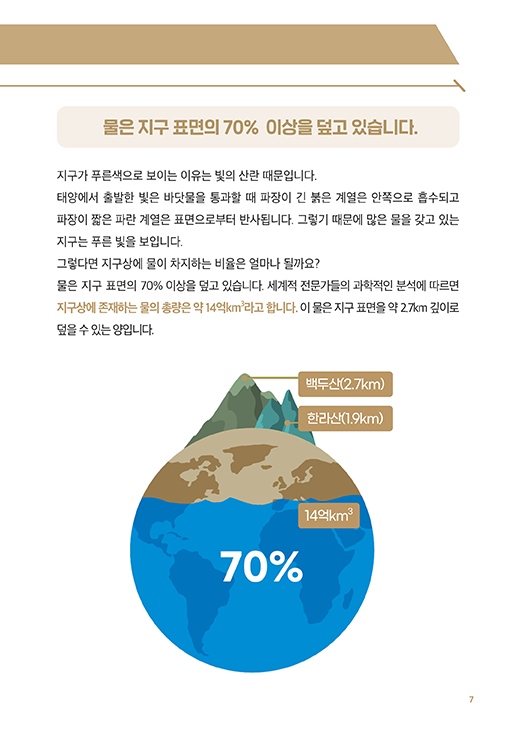 물은 지구 표면의 70% 이상을 덮고 있습니다.
지구가 푸른색으로 보이는 이유는 빛의 산란 때문입니다.
태양에서 출발한 빛은 바닷물을 통과할 때 파장이 긴 붉은 계열은 안쪽으로 흡수되고
파장이 짧은 파란 계열은 표면으로부터 반사됩니다. 그렇기 때문에 많은 물을 갖고 있는
지구는 푸른 빛을 보입니다.
그렇다면 지구상에 물이 차지하는 비율은 얼마나 될까요?
물은 지구 표면의 70% 이상을 덮고 있습니다. 세계적 전문가들의 과학적인 분석에 따르면
지구상에 존재하는 물의 총량은 약 14억km³라고 합니다. 이 물은 지구 표면을 약 2.7km 깊이로
덮을 수 있는 양입니다.
백두산(2.7km)
한라산(1.9km)
14억km³
70%
7